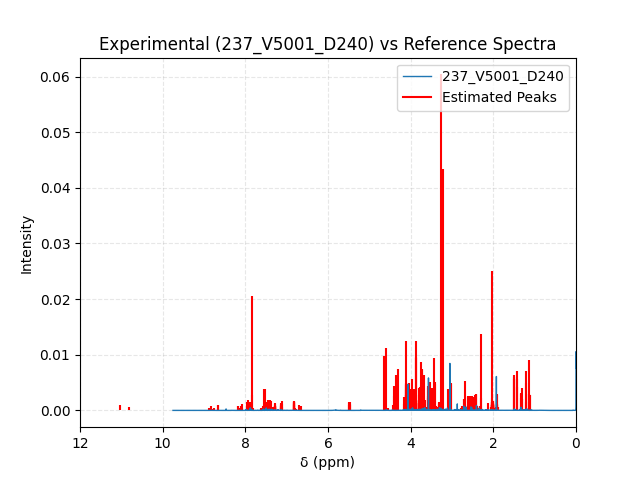 Experimental (237_V5001_D240) vs Reference Spectra
237_V5001_D240
Estimated Peaks
Intensity
0.06
0.05
0.04
0.03
0.02
0.01
0.00
12
10
8
6
4
2
0
δ (ppm)